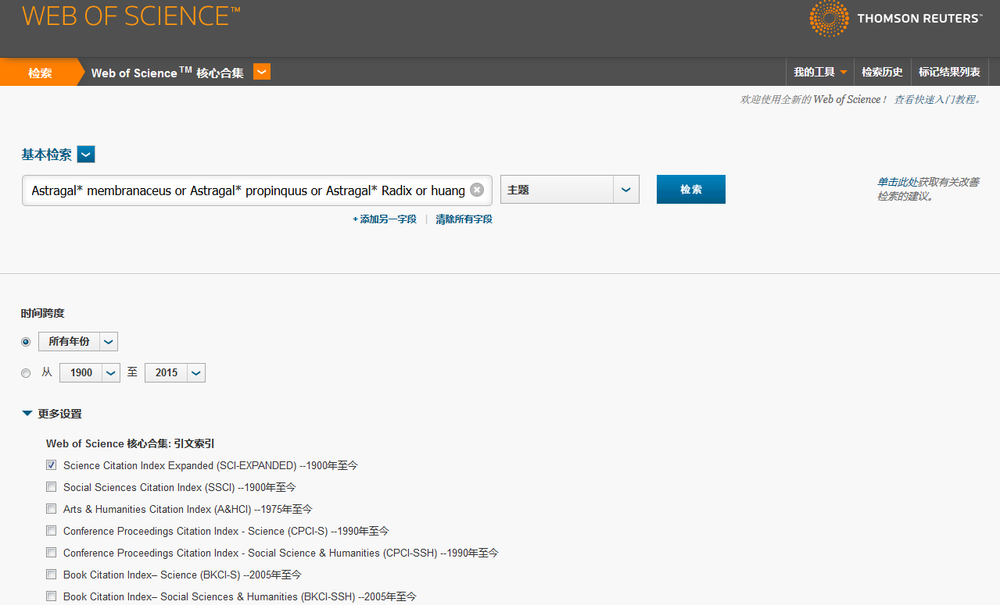 WEB OF SCIENCE™
THOMSON REUTERS™
检索
Web of Science™ 核心合集
我的工具
检索历史
标记结果列表
欢迎使用全新的 Web of Science！ 查看快速入门教程。
基本检索
Astragal* membranaceus or Astragal* propinquus or Astragal* Radix or huang
主题
检索
单击此处获取有关改善
检索的建议。
+ 添加另一字段 | 清除所有字段
时间跨度
所有年份
从 1900 至 2015
更多设置
Web of Science 核心合集: 引文索引
Science Citation Index Expanded (SCI-EXPANDED) --1900年至今
Social Sciences Citation Index (SSCI) --1900年至今
Arts & Humanities Citation Index (A&HCI) --1975年至今
Conference Proceedings Citation Index - Science (CPCI-S) --1990年至今
Conference Proceedings Citation Index - Social Science & Humanities (CPCI-SSH) --1990年至今
Book Citation Index– Science (BKCI-S) --2005年至今
Book Citation Index– Social Sciences & Humanities (BKCI-SSH) --2005年至今